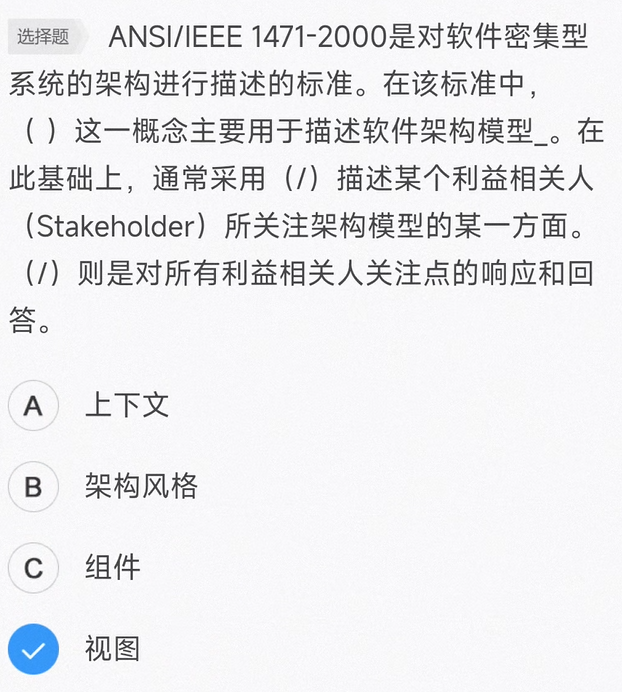 选择题 ANSI/IEEE 1471-2000是对软件密集型
系统的架构进行描述的标准。在该标准中，
（ ）这一概念主要用于描述软件架构模型_。在
此基础上，通常采用（/）描述某个利益相关人
（Stakeholder）所关注架构模型的某一方面。
（/）则是对所有利益相关人关注点的响应和回
答。
A 上下文
B 架构风格
C 组件
视图